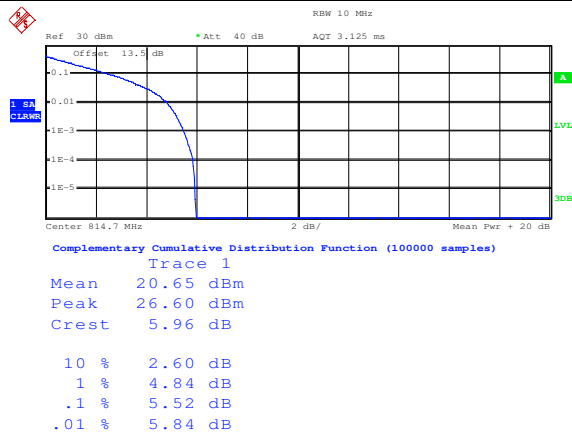 RBW 10 MHz
Ref 30 dBm *Att 40 dB AQT 3.125 ms
Offset 13.5 dB
0.1
A
1 SA
CLRWR
0.01
LVL
1E-3
1E-4
1E-5
3DB
Center 814.7 MHz 2 dB/ Mean Pwr + 20 dB
Complementary Cumulative Distribution Function (100000 samples)
Trace 1
Mean 20.65 dBm
Peak 26.60 dBm
Crest 5.96 dB
10 % 2.60 dB
1 % 4.84 dB
.1 % 5.52 dB
.01 % 5.84 dB